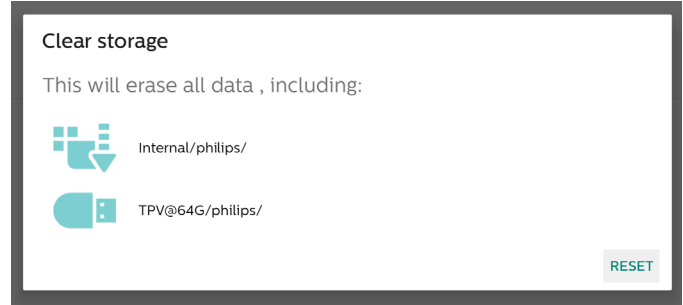 Clear storage
This will erase all data , including:
Internal/philips/
TPV@64G/philips/
RESET